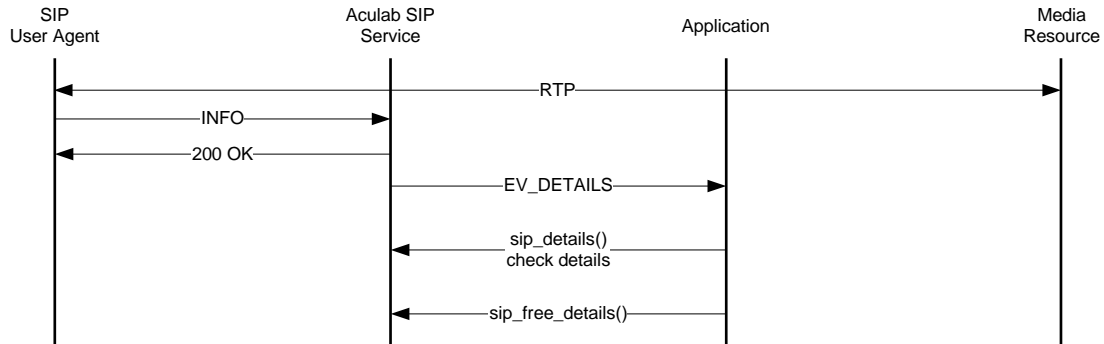 SIP
User Agent
Aculab SIP
Service
Application
Media
Resource
RTP
INFO
200 OK
EV_DETAILS
sip_details()
check details
sip_free_details()